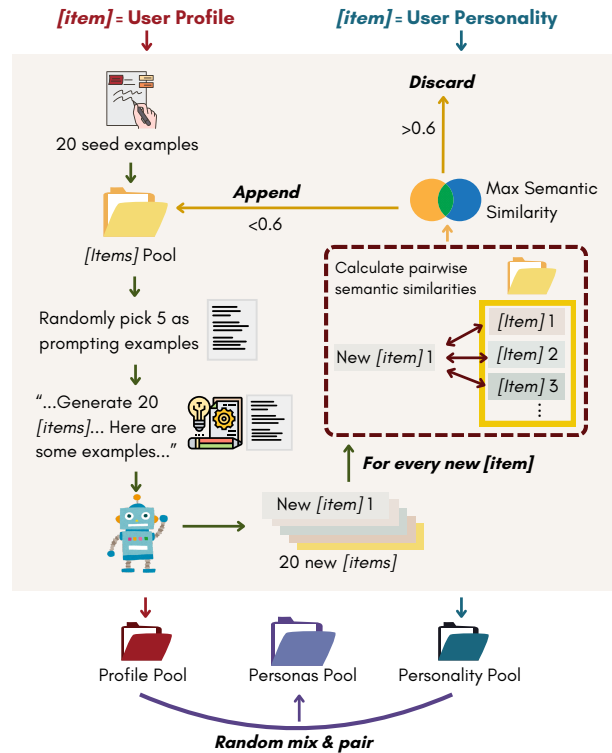 [item] = User Profile
[item] = User Personality
20 seed examples
[Items] Pool
Randomly pick 5 as
prompting examples
"...Generate 20
[items]... Here are
some examples..."
New [item] 1
20 new [items]
For every new [item]
Calculate pairwise
semantic similarities
New [item] 1
[Item] 1
[Item] 2
[Item] 3
⋮
Max Semantic
Similarity
>0.6
Discard
Append
<0.6
Profile Pool
Personas Pool
Personality Pool
Random mix & pair